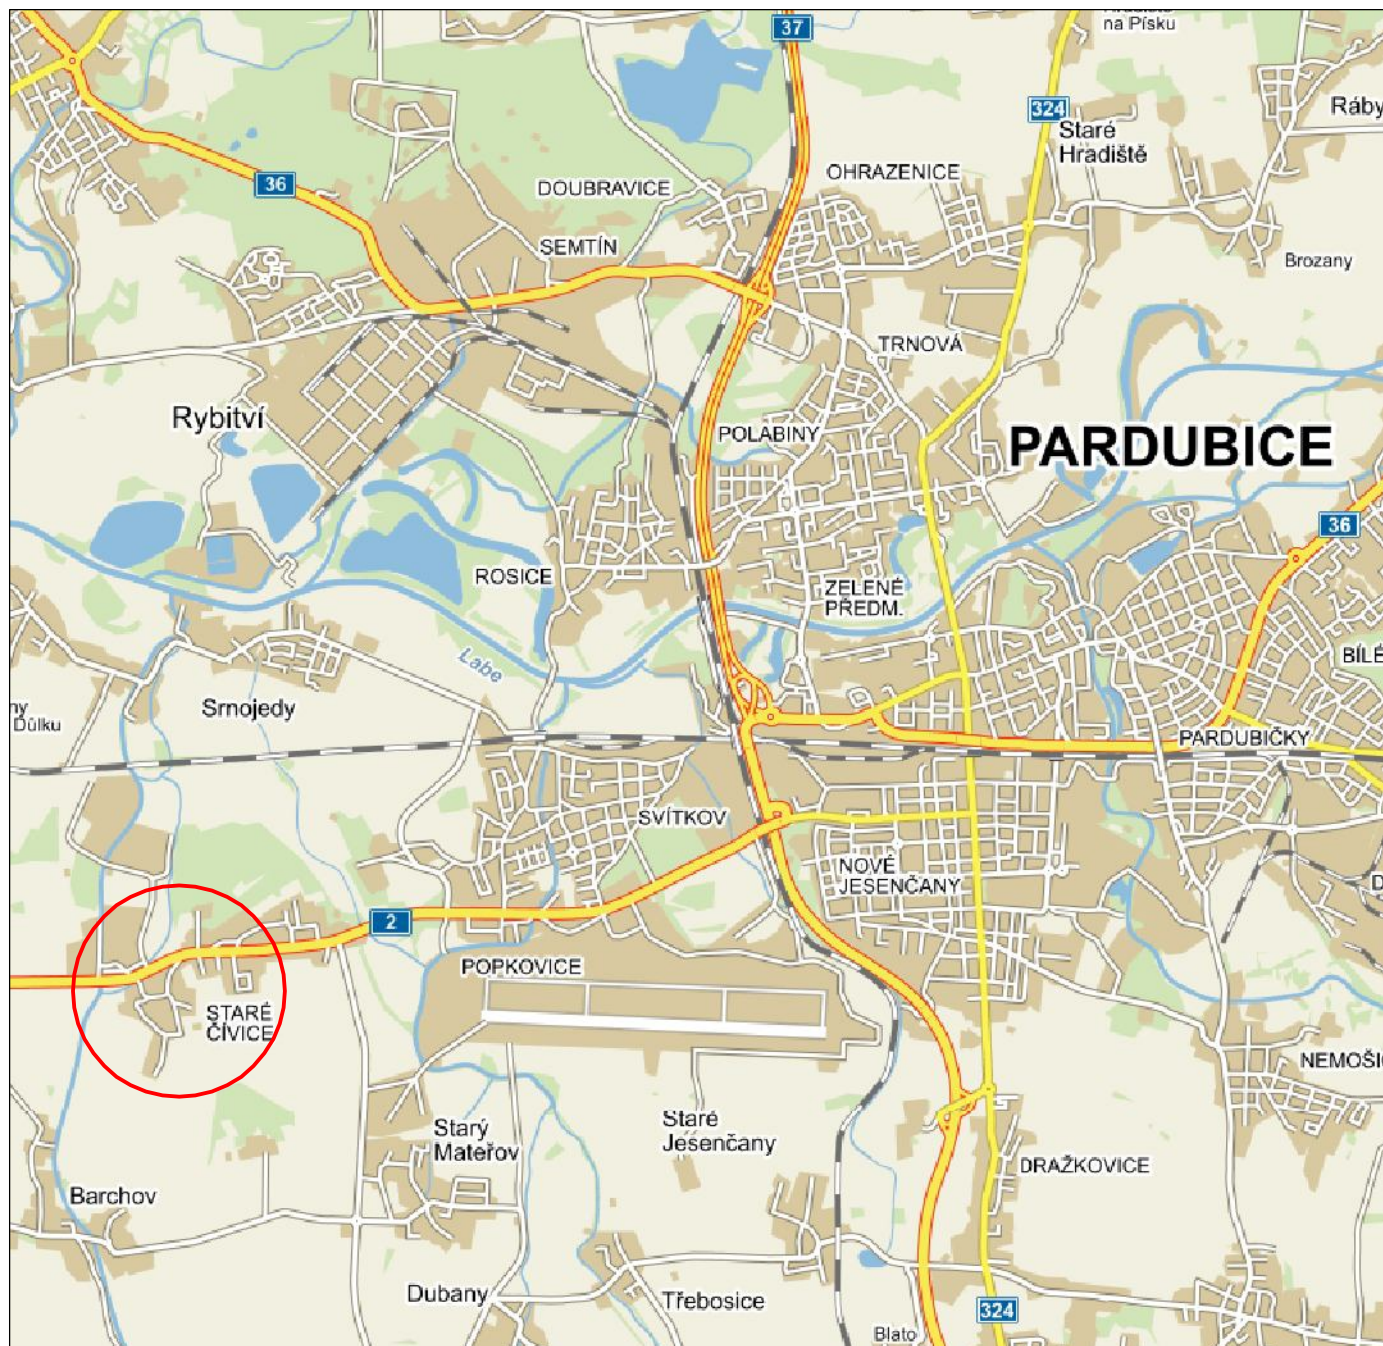 37
na Písku
324
Staré
Hradiště
Ráby
36
DOUBRAVICE
OHRAZENICE
SEMTÍN
Brozany
TRNOVÁ
Rybitví
POLABINY
PARDUBICE
36
ROSICE
ZELENÉ
PŘEDM.
Labe
BÍLÉ
Srnojedy
ny
Důlku
PARDUBIČKY
SVÍTKOV
NOVÉ
JESENČANY
D
2
POPKOVICE
STARÉ
ČÍVICE
NEMOŠI
Starý
Mateřov
Staré
Jesenčany
DRAŽKOVICE
Barchov
Dubany
Třebosice
324
Blato